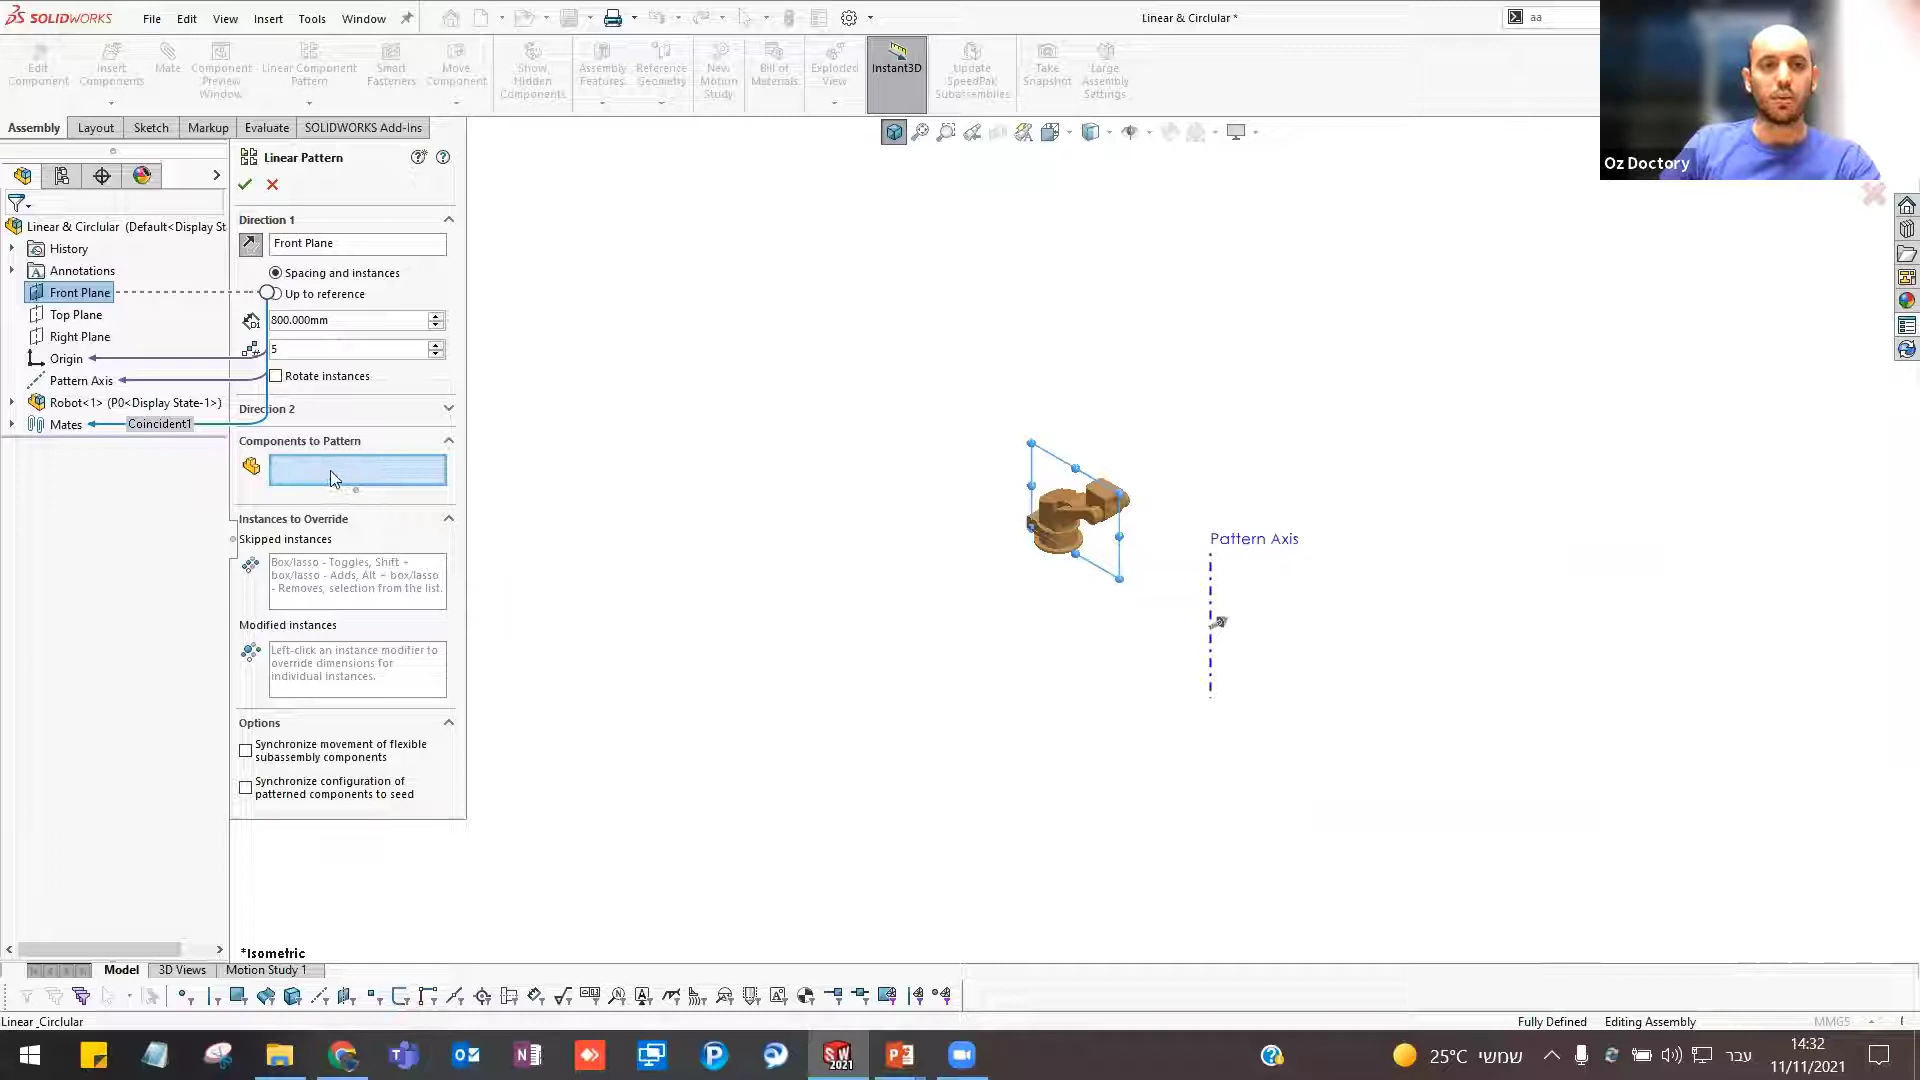 SOLIDWORKS
File
Edit
View
Insert
Tools
Window
Linear & Circlular *
aa
Edit Component
Insert Components
Mate
Component Preview Window
Linear Component Pattern
Smart Fasteners
Move Component
Show Hidden Components
Assembly Features
Reference Geometry
New Motion Study
Bill of Materials
Exploded View
Instant3D
Update SpeedPak Subassemblies
Take Snapshot
Large Assembly Settings
Assembly
Layout
Sketch
Markup
Evaluate
SOLIDWORKS Add-Ins
Oz Doctory
Linear & Circlular (Default<Display St
History
Annotations
Front Plane
Top Plane
Right Plane
Origin
Pattern Axis
Robot<1> (P0<Display State-1>)
Mates
Coincident1
Linear Pattern
Direction 1
Front Plane
Spacing and instances
Up to reference
800.000mm
5
Rotate instances
Direction 2
Components to Pattern
Instances to Override
Skipped instances
Box/lasso - Toggles, Shift +
box/lasso - Adds, Alt + box/lasso
- Removes, selection from the list.
Modified instances
Left-click an instance modifier to
override dimensions for
individual instances.
Options
Synchronize movement of flexible
subassembly components
Synchronize configuration of
patterned components to seed
Pattern Axis
*Isometric
Model
3D Views
Motion Study 1
Linear _Circlular
Fully Defined
Editing Assembly
MMGS
SW
2021
25°C
שמשי
עבר
14:32
11/11/2021